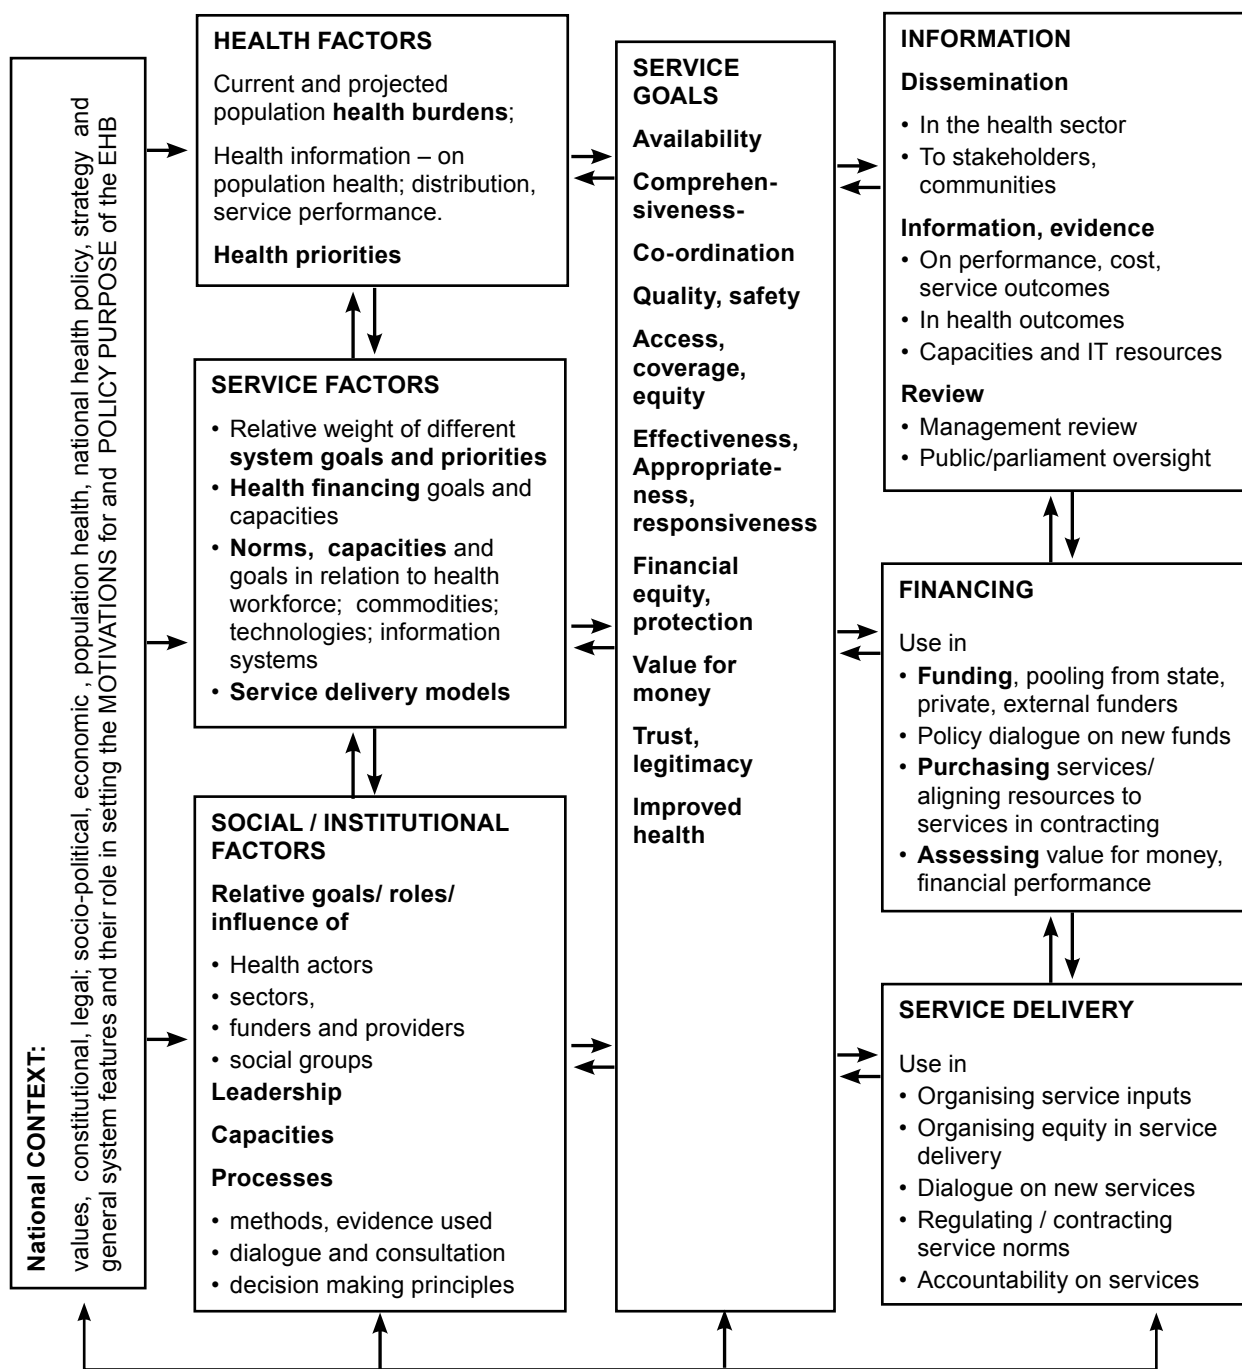 National CONTEXT:
values, constitutional, legal; socio-political, economic , population health, national health policy, strategy and
general system features and their role in setting the MOTIVATIONS for and POLICY PURPOSE of the EHB
HEALTH FACTORS
Current and projected
population health burdens;
Health information – on
population health; distribution,
service performance.
Health priorities
SERVICE FACTORS
• Relative weight of different
system goals and priorities
• Health financing goals and
capacities
• Norms, capacities and
goals in relation to health
workforce; commodities;
technologies; information
systems
• Service delivery models
SOCIAL / INSTITUTIONAL
FACTORS
Relative goals/ roles/
influence of
• Health actors
• sectors,
• funders and providers
• social groups
Leadership
Capacities
Processes
• methods, evidence used
• dialogue and consultation
• decision making principles
SERVICE
GOALS
Availability
Comprehen-
siveness-
Co-ordination
Quality, safety
Access,
coverage,
equity
Effectiveness,
Appropriate-
ness,
responsiveness
Financial
equity,
protection
Value for
money
Trust,
legitimacy
Improved
health
INFORMATION
Dissemination
• In the health sector
• To stakeholders,
communities
Information, evidence
• On performance, cost,
service outcomes
• In health outcomes
• Capacities and IT resources
Review
• Management review
• Public/parliament oversight
FINANCING
Use in
• Funding, pooling from state,
private, external funders
• Policy dialogue on new funds
• Purchasing services/
aligning resources to
services in contracting
• Assessing value for money,
financial performance
SERVICE DELIVERY
Use in
• Organising service inputs
• Organising equity in service
delivery
• Dialogue on new services
• Regulating / contracting
service norms
• Accountability on services